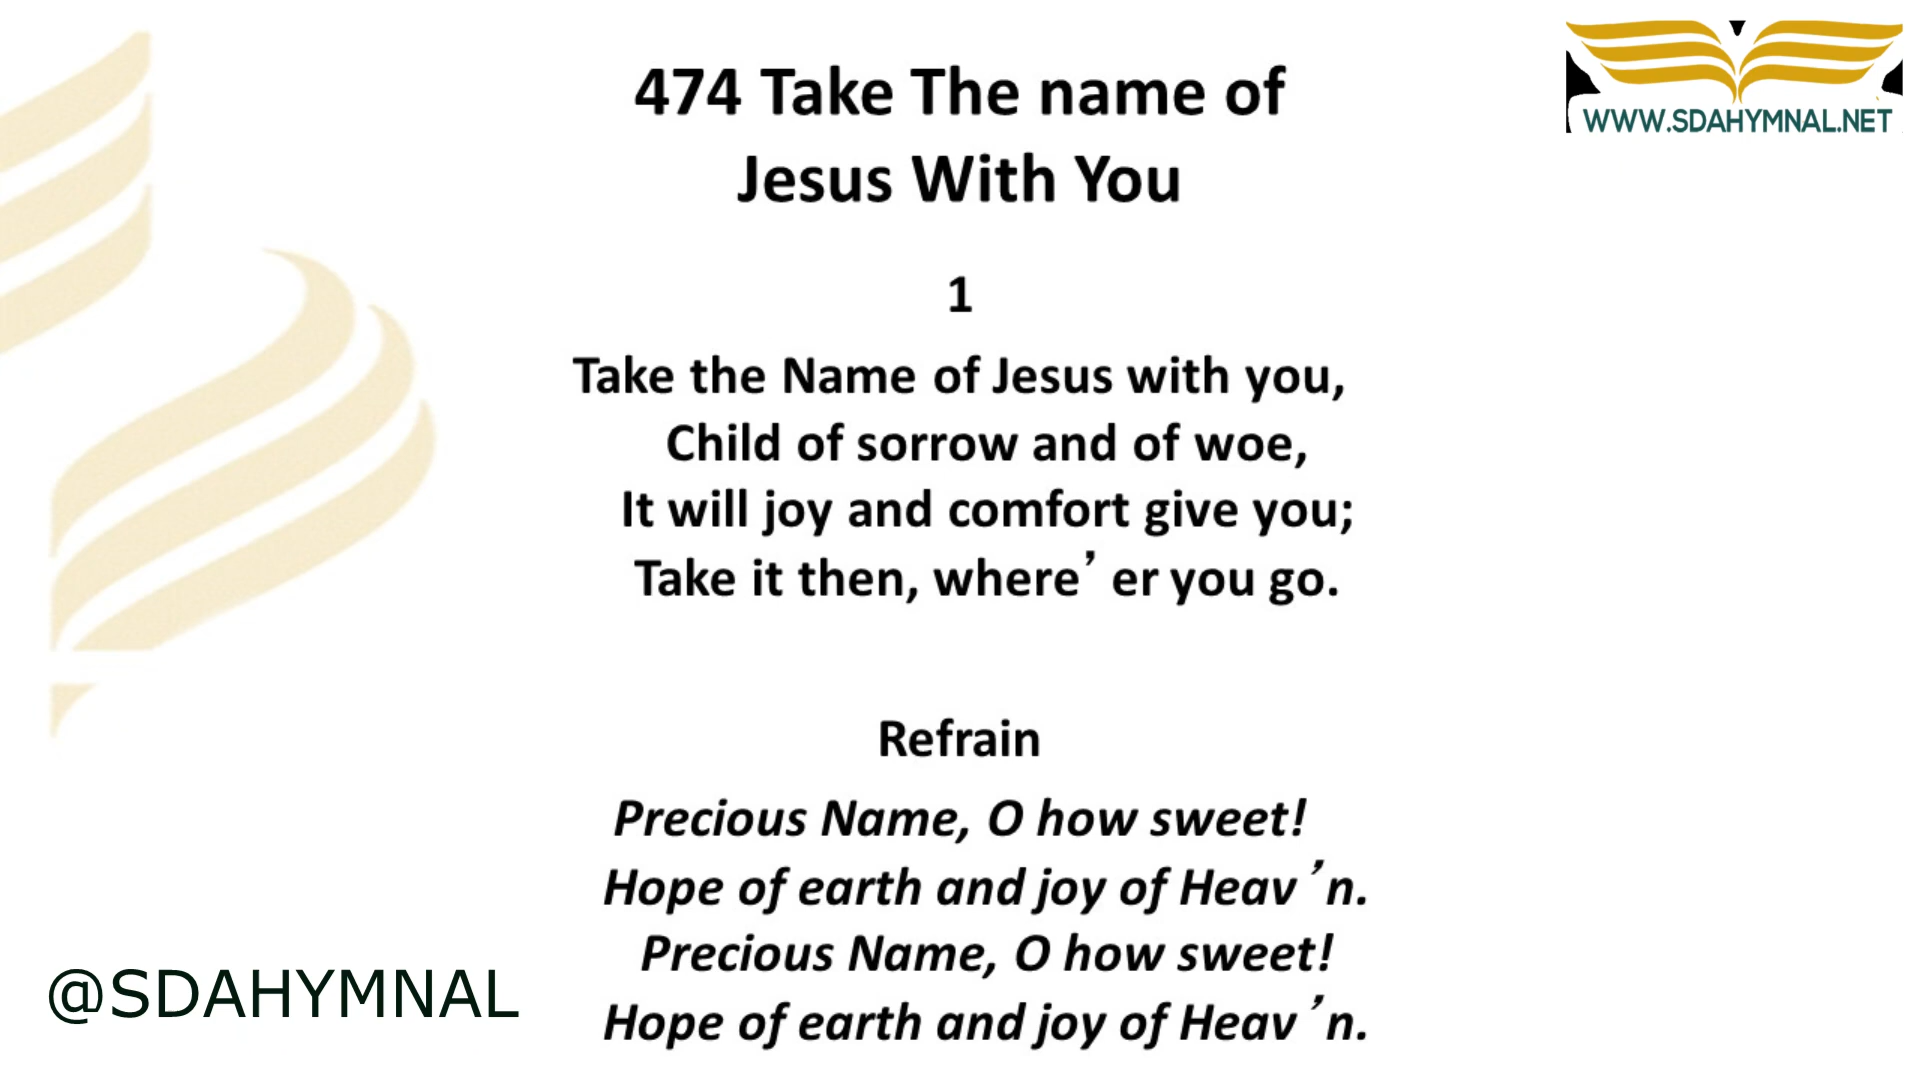 474 Take The name of
Jesus With You
WWW.SDAHYMNAL.NET
1
Take the Name of Jesus with you,
Child of sorrow and of woe,
It will joy and comfort give you;
Take it then, where’ er you go.
Refrain
Precious Name, O how sweet!
Hope of earth and joy of Heav ’n.
Precious Name, O how sweet!
Hope of earth and joy of Heav ’n.
@SDAHYMNAL